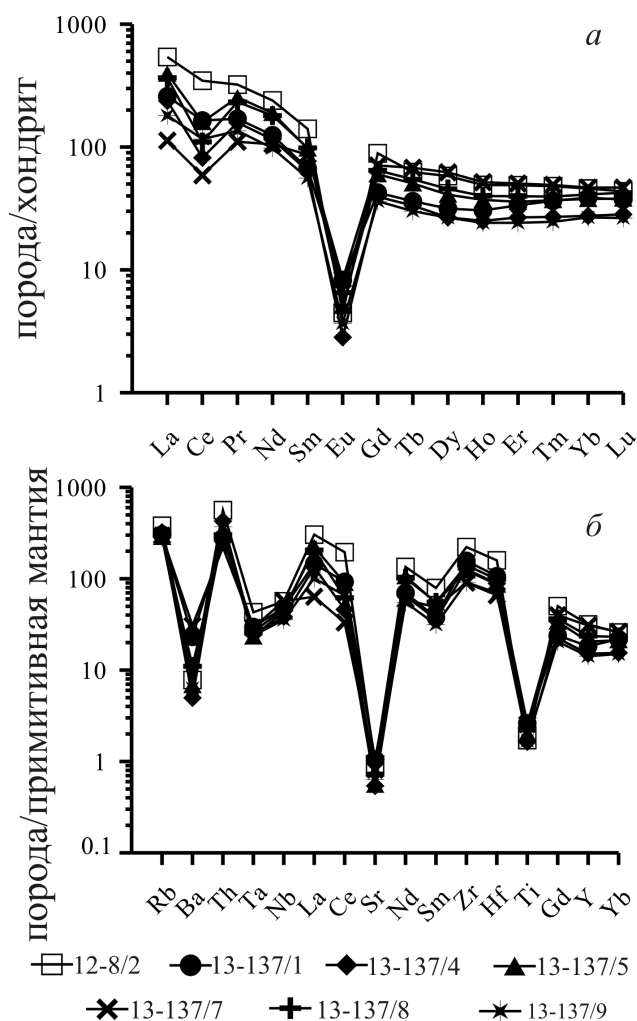 а
порода/хондрит
1000
100
10
1
La Ce Pr Nd Sm Eu Gd Tb Dy Ho Er Tm Yb Lu
б
порода/примитивная мантия
1000
100
10
1
0.1
Rb Ba Th Ta Nb La Ce Sr Nd Sm Zr Hf Ti Gd Y Yb
12-8/2 13-137/1 13-137/4 13-137/5
13-137/7 13-137/8 13-137/9